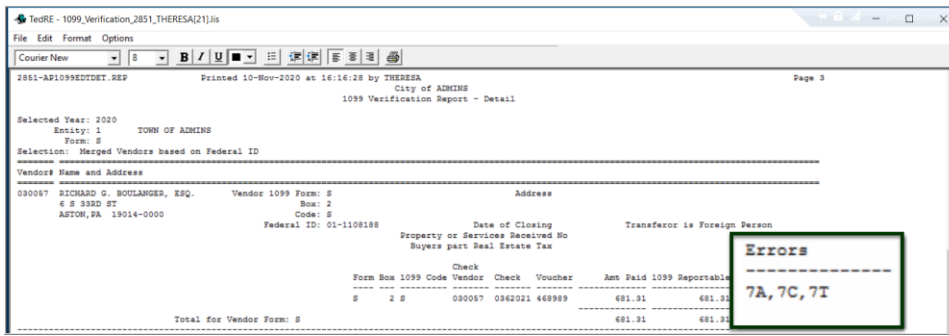 TedRE - 1099_Verification_2851_THERESA[21].lis
File Edit Format Options
Courier New 8 B I U
2851-AP1099EDTDET.REP Printed 10-Nov-2020 at 16:16:28 by THERESA Page 3
City of ADMINS
1099 Verification Report - Detail
Selected Year: 2020
Entity: 1 TOWN OF ADMINS
Form: S
Selection: Merged Vendors based on Federal ID
Vendor# Name and Address
030057 RICHARD G. BOULANGER, ESQ. Vendor 1099 Form: S Address
6 S 33RD ST Box: 2
ASTON,PA 19014-0000 Code: S
Federal ID: 01-1108188 Date of Closing Transferor is Foreign Person
Property or Services Received No
Buyers part Real Estate Tax
Errors
Check
Form Box 1099 Code Vendor Check Voucher Amt Paid 1099 Reportable
7A,7C,7T
S 2 S 030057 0362021 468989 681.31 681.31
Total for Vendor Form: S 681.31 681.31